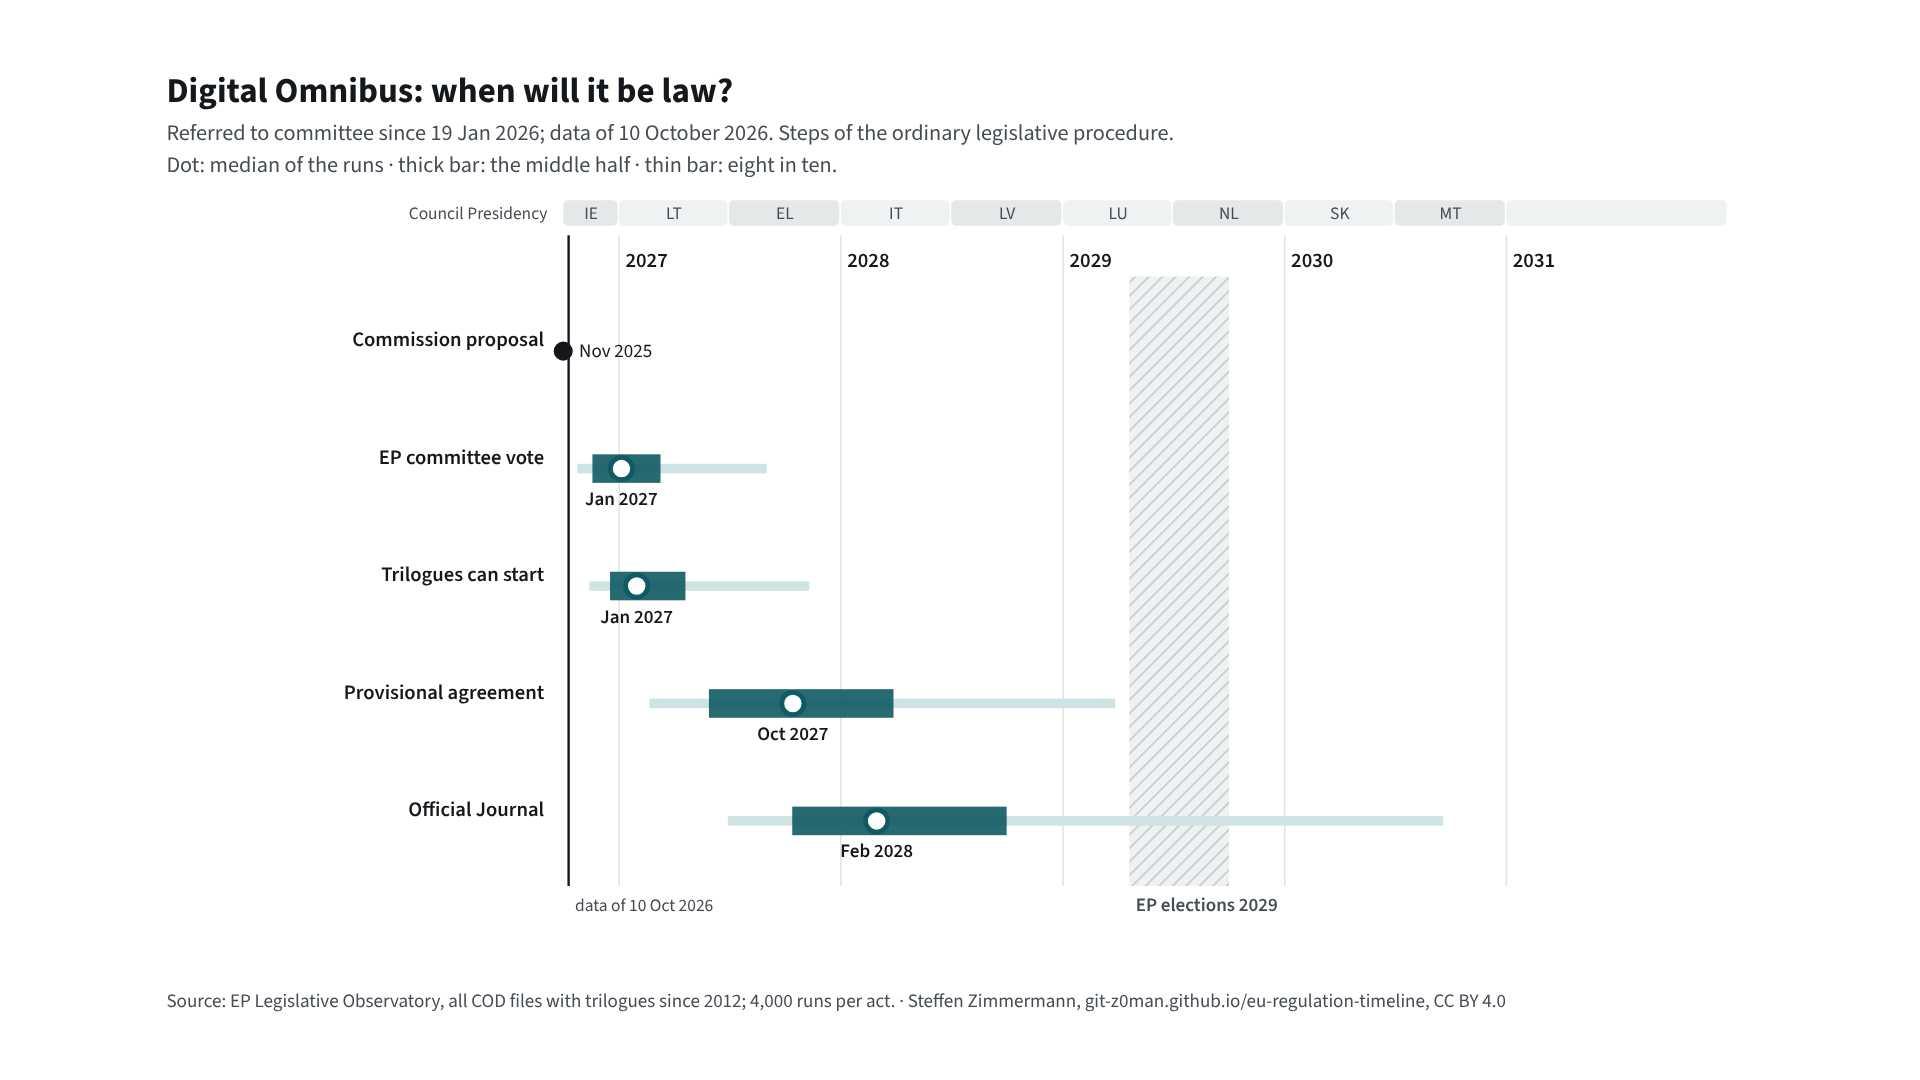 Digital Omnibus: when will it be law?
Referred to committee since 19 Jan 2026; data of 10 October 2026. Steps of the ordinary legislative procedure.
Dot: median of the runs · thick bar: the middle half · thin bar: eight in ten.
Council Presidency IE LT EL IT LV LU NL SK MT
2027 2028 2029 2030 2031
Commission proposal
Nov 2025
EP committee vote
Jan 2027
Trilogues can start
Jan 2027
Provisional agreement
Oct 2027
Official Journal
Feb 2028
data of 10 Oct 2026 EP elections 2029
Source: EP Legislative Observatory, all COD files with trilogues since 2012; 4,000 runs per act. · Steffen Zimmermann, git-z0man.github.io/eu-regulation-timeline, CC BY 4.0